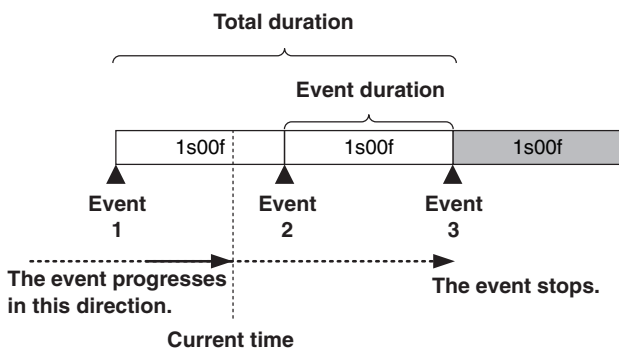 Total duration
Event duration
1s00f 1s00f 1s00f
Event
1
Event
2
Event
3
The event progresses
in this direction.
The event stops.
Current time